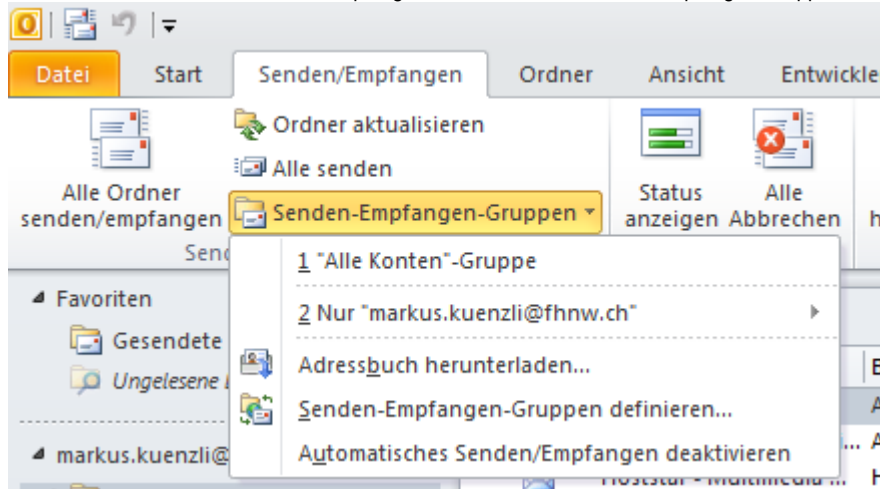 Datei Start Senden/Empfangen Ordner Ansicht
Ordner aktualisieren
Alle senden
Senden-Empfangen-Gruppen
Alle Ordner
senden/empfangen
Status
anzeigen
Alle
Abbrechen
1 "Alle Konten"-Gruppe
2 Nur "markus.kuenzli@fhnw.ch"
Adressbuch herunterladen...
Senden-Empfangen-Gruppen definieren...
Automatisches Senden/Empfangen deaktivieren
Favoriten
Gesendete
Ungelesene
markus.kuenzli@